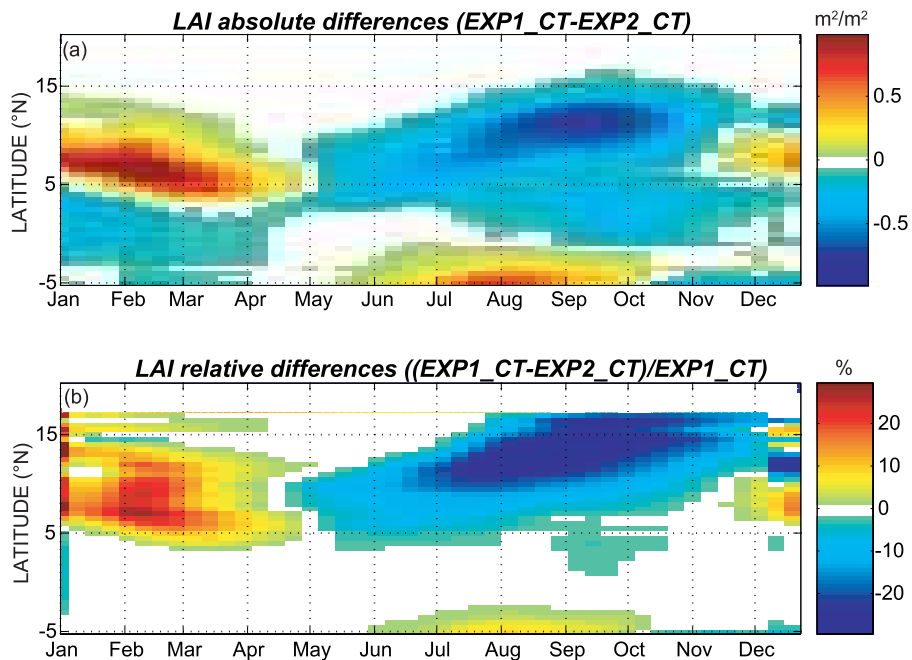 LAI absolute differences (EXP1_CT-EXP2_CT)
m²/m²
(a)
15
5
-5
LATITUDE (°N)
0.5
0
-0.5
Jan Feb Mar Apr May Jun Jul Aug Sep Oct Nov Dec
LAI relative differences ((EXP1_CT-EXP2_CT)/EXP1_CT)
%
(b)
15
5
-5
LATITUDE (°N)
20
10
0
-10
-20
Jan Feb Mar Apr May Jun Jul Aug Sep Oct Nov Dec